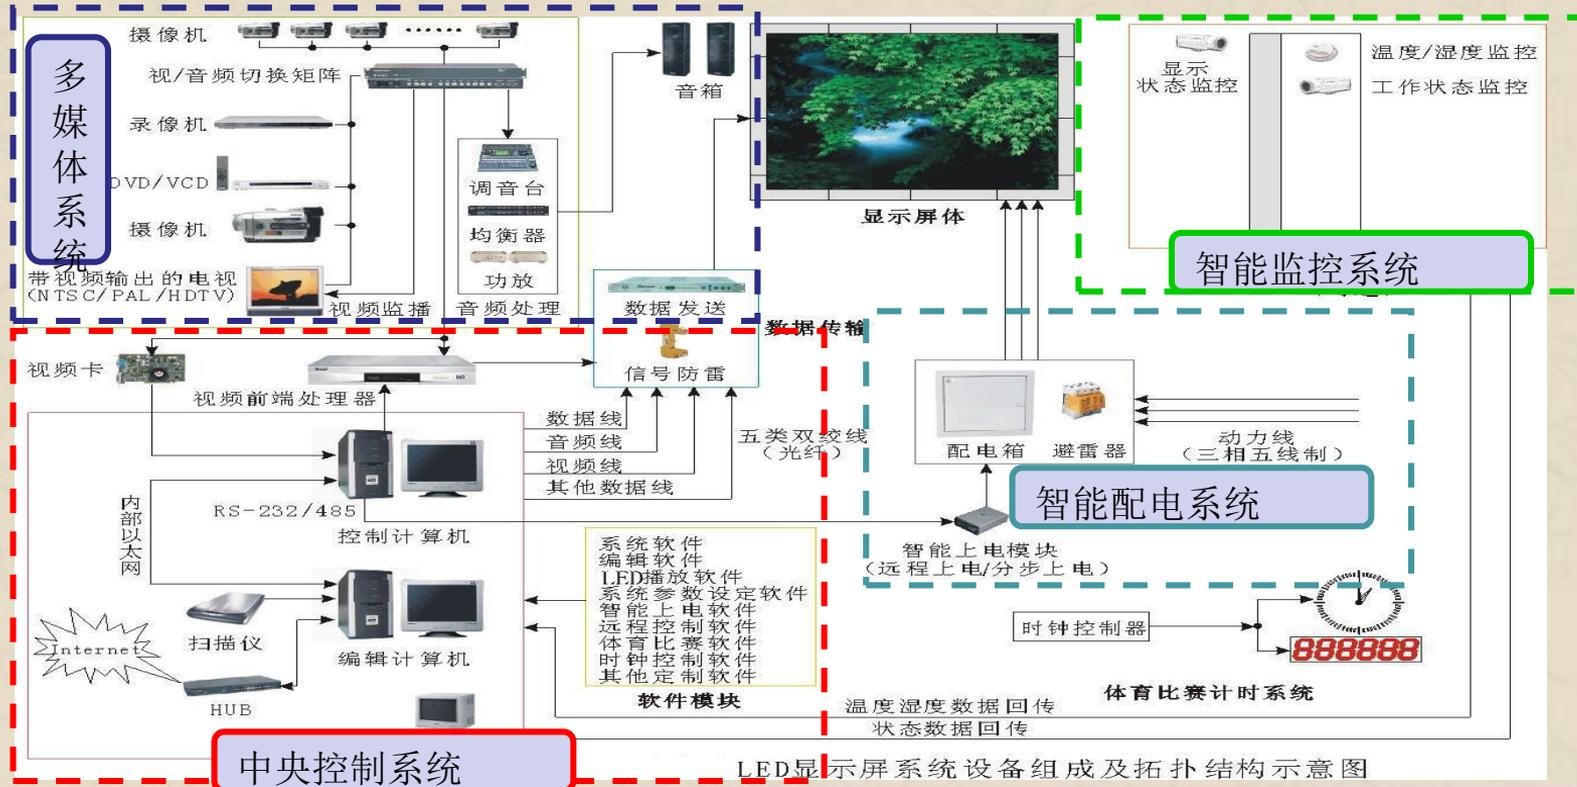 摄像机
视/音频切换矩阵
录像机
DVD/VCD
摄像机
带视频输出的电视
(NTSC/PAL/HDTV)
多媒体系统
视频监播
调音台
均衡器
功放
音频处理
音箱
显示屏体
显示
状态监控
温度/湿度监控
工作状态监控
智能监控系统
数据发送
数据传输
信号防雷
视频卡
视频前端处理器
数据线
音频线
视频线
其他数据线
五类双绞线
(光纤)
配电箱
避雷器
动力线
(三相五线制)
智能配电系统
智能上电模块
(远程上电/分步上电)
内部以太网
RS-232/485
控制计算机
扫描仪
Internet
编辑计算机
HUB
系统软件
编辑软件
LED播放软件
系统参数设定软件
智能上电软件
远程控制软件
体育比赛软件
时钟控制软件
其他定制软件
软件模块
时钟控制器
888888
体育比赛计时系统
温度湿度数据回传
状态数据回传
中央控制系统
LED显示屏系统设备组成及拓扑结构示意图